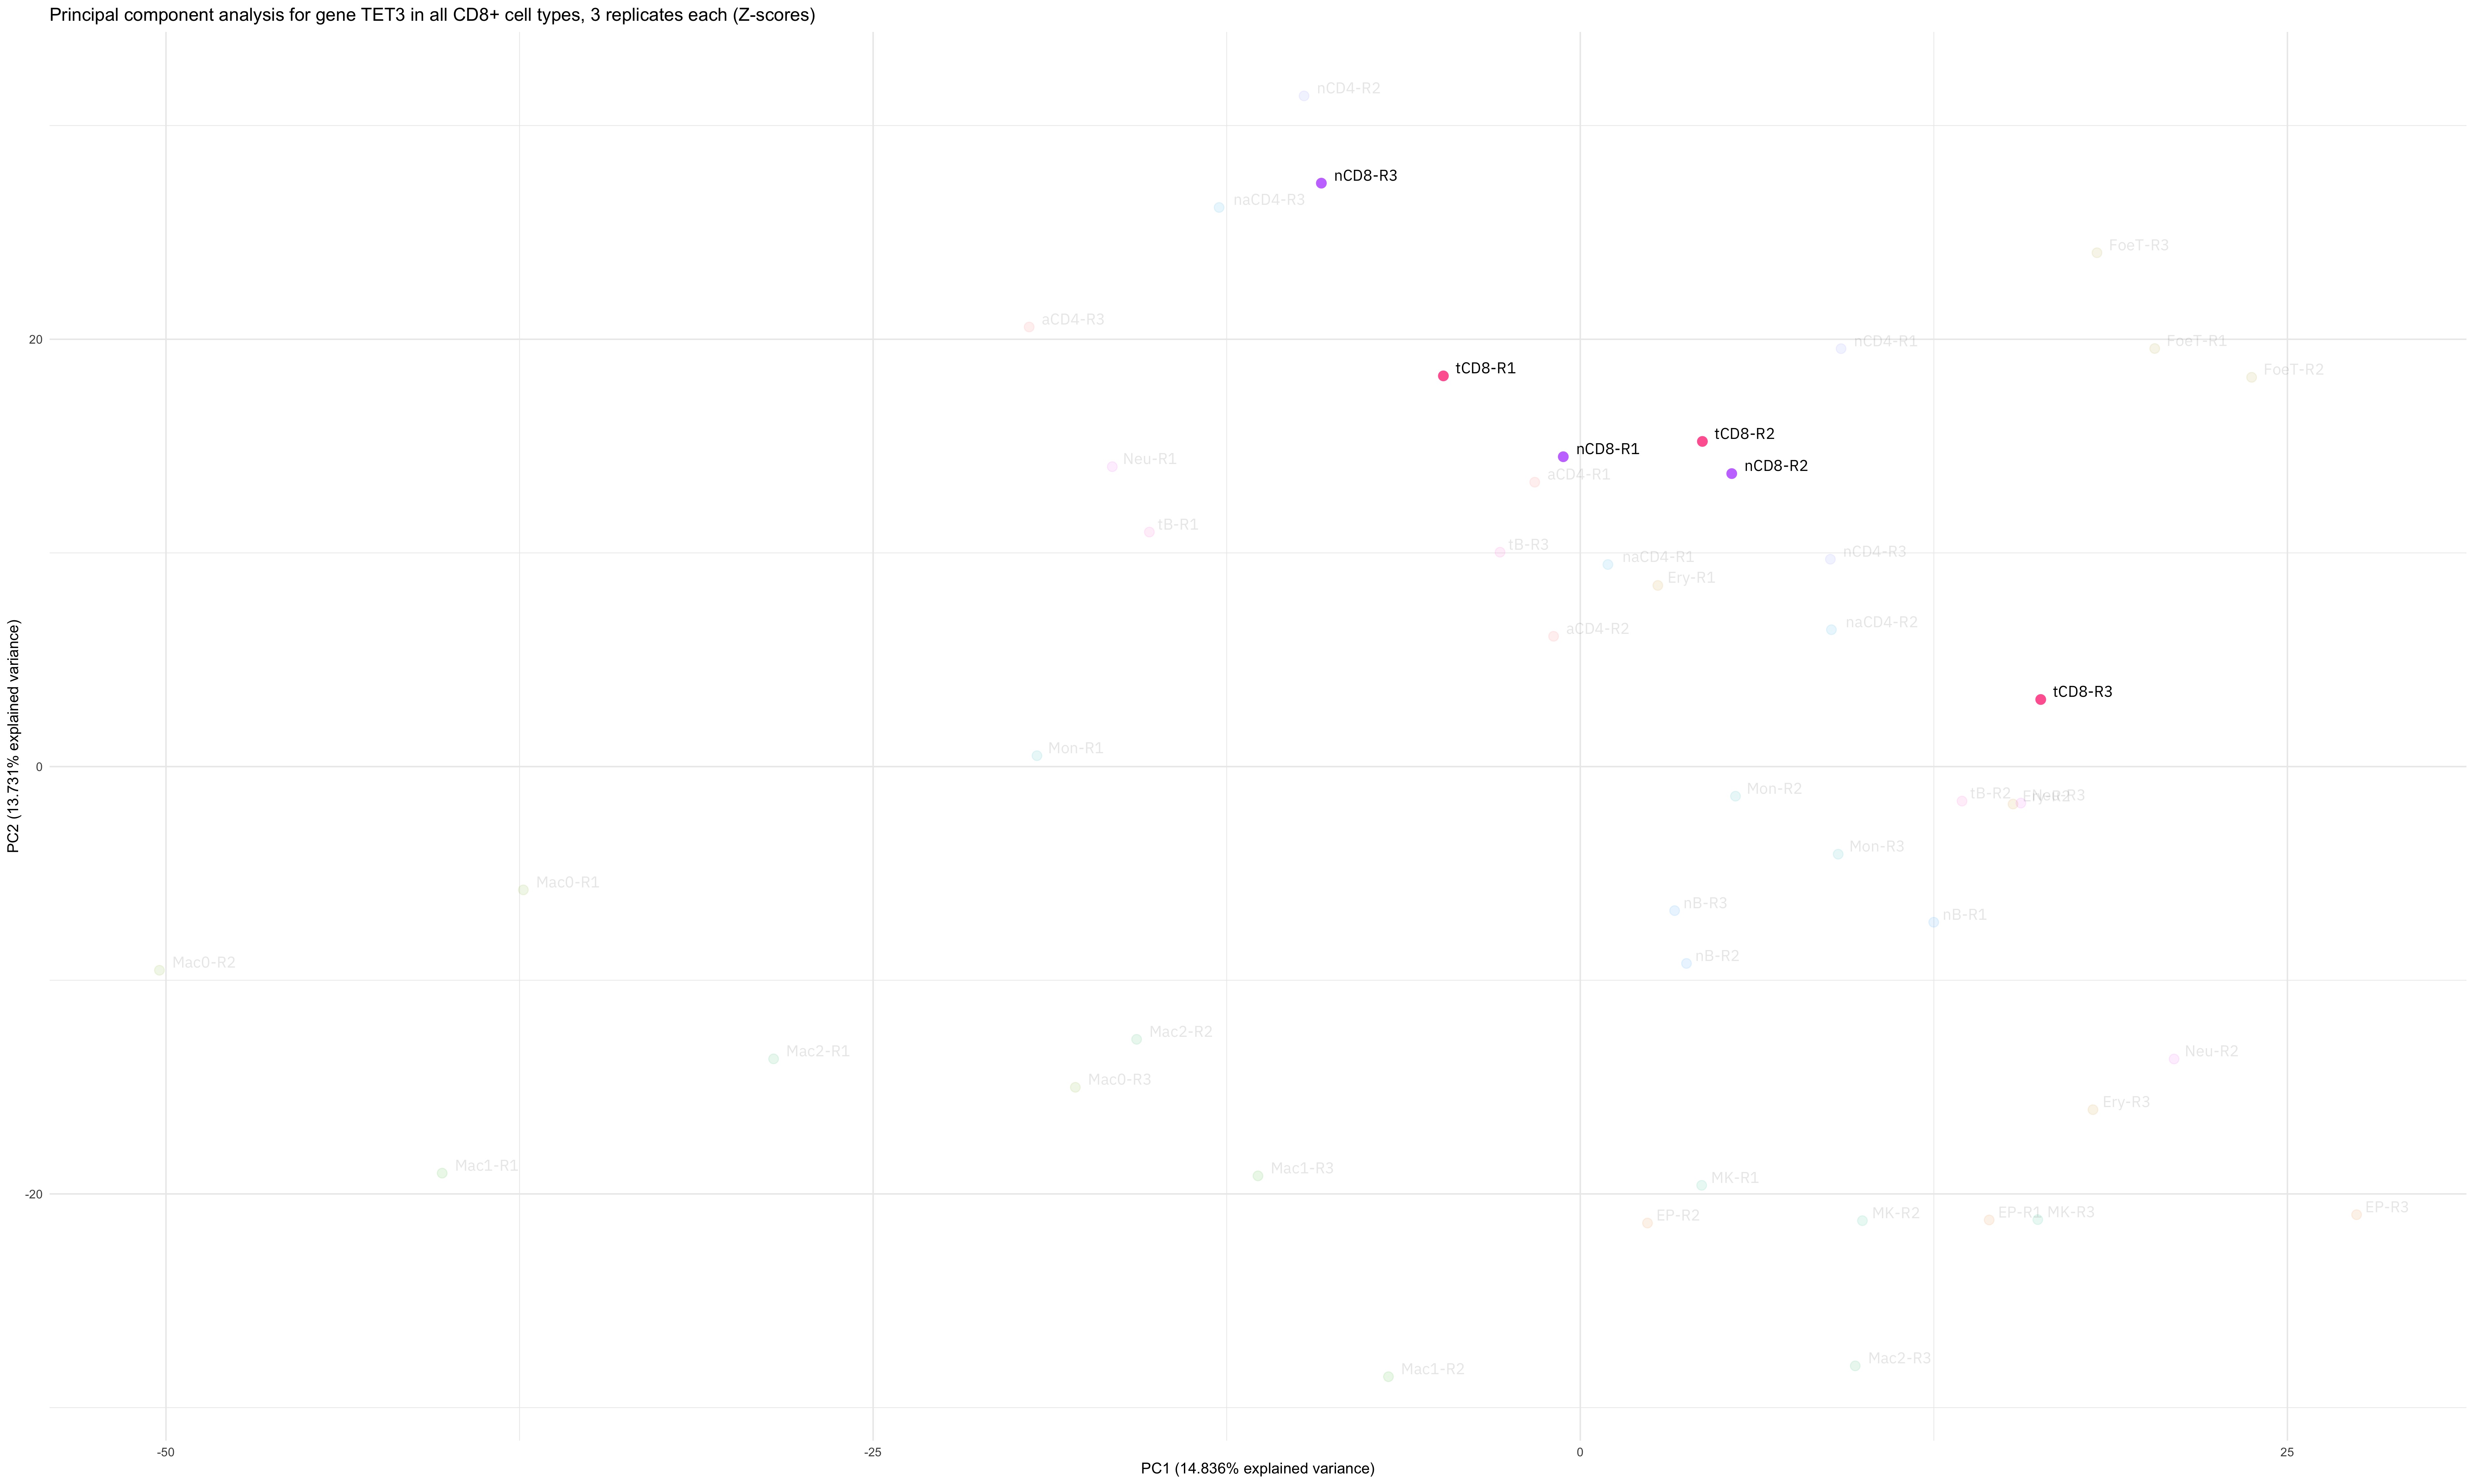 Principal component analysis for gene TET3 in all CD8+ cell types, 3 replicates each (Z-scores)
nCD4-R2
nCD8-R3
naCD4-R3
FoeT-R3
aCD4-R3
20
nCD4-R1
FoeT-R1
FoeT-R2
tCD8-R1
tCD8-R2
nCD8-R1
nCD8-R2
Neu-R1
aCD4-R1
tB-R1
tB-R3
naCD4-R1
nCD4-R3
Ery-R1
aCD4-R2
naCD4-R2
tCD8-R3
PC2 (13.731% explained variance)
Mon-R1
0
Mon-R2
tB-R2
Ery-R2
Neu-R3
Mon-R3
Mac0-R1
nB-R3
nB-R1
nB-R2
Mac0-R2
Mac2-R2
Mac2-R1
Neu-R2
Mac0-R3
Ery-R3
Mac1-R1
Mac1-R3
MK-R1
-20
EP-R2
MK-R2
EP-R1
MK-R3
EP-R3
Mac2-R3
Mac1-R2
-50
-25
0
25
PC1 (14.836% explained variance)